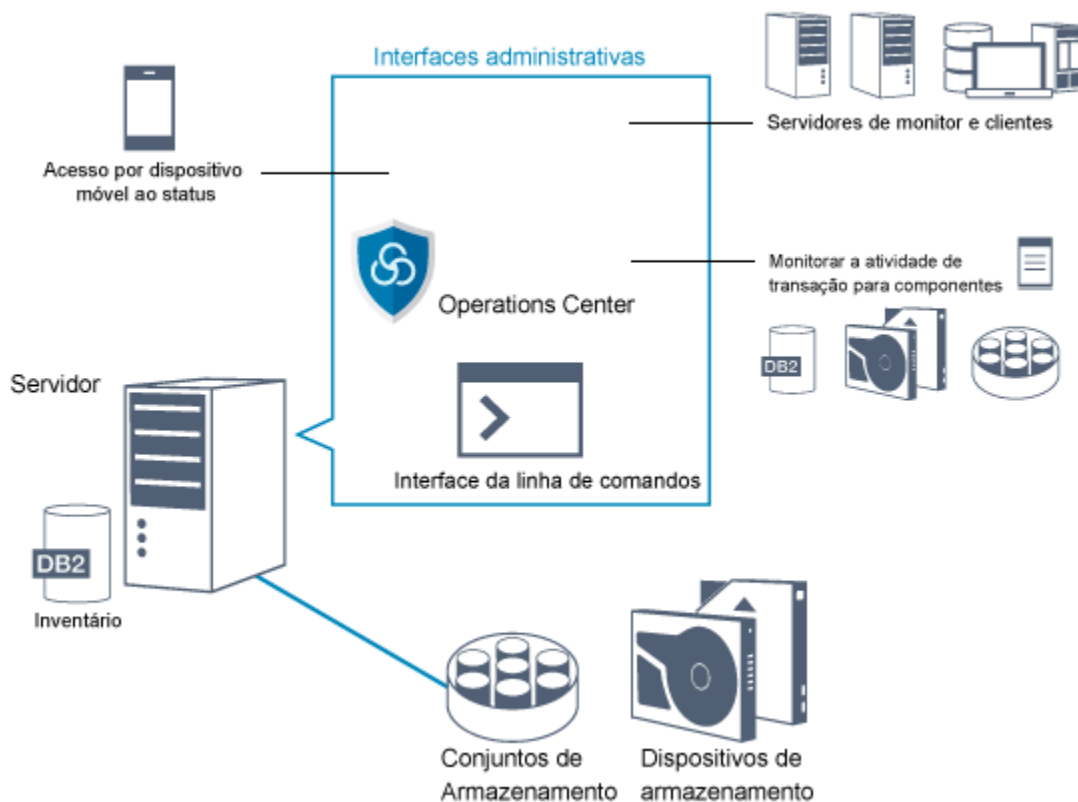 Interfaces administrativas
Acesso por dispositivo
móvel ao status
Servidores de monitor e clientes
Monitorar a atividade de
transação para componentes
DB2
Operations Center
Interface da linha de comandos
Servidor
DB2
Inventário
Conjuntos de
Armazenamento
Dispositivos de
armazenamento